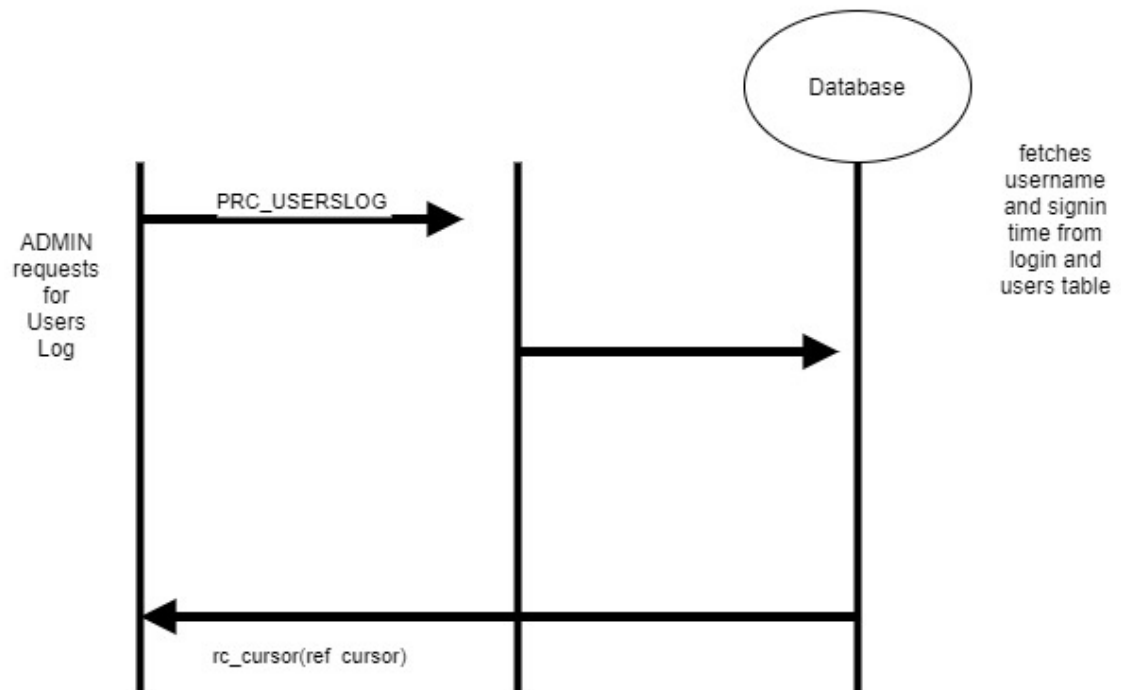 Database
PRC_USERSLOG
ADMIN
requests
for
Users
Log
fetches
username
and signin
time from
login and
users table
rc_cursor(ref cursor)